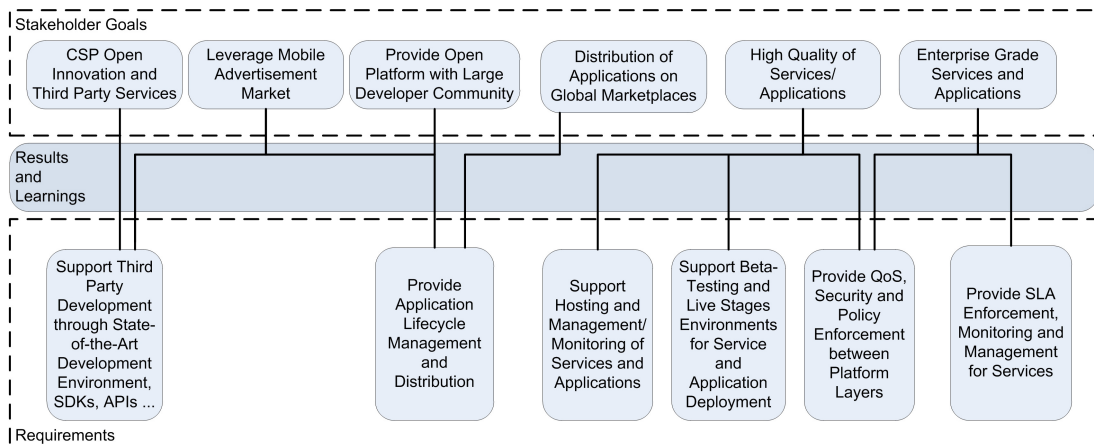 Stakeholder Goals
CSP Open
Innovation and
Third Party Services
Leverage Mobile
Advertisement
Market
Provide Open
Platform with Large
Developer Community
Distribution of
Applications on
Global Marketplaces
High Quality of
Services/
Applications
Enterprise Grade
Services and
Applications
Results
and
Learnings
Support Third
Party
Development
through State-
of-the-Art
Development
Environment,
SDKs, APIs ...
Provide
Application
Lifecycle
Management
and
Distribution
Support
Hosting and
Management/
Monitoring of
Services and
Applications
Support Beta-
Testing and
Live Stages
Environments
for Service
and
Application
Deployment
Provide QoS,
Security and
Policy
Enforcement
between
Platform
Layers
Provide SLA
Enforcement,
Monitoring and
Management
for Services
Requirements